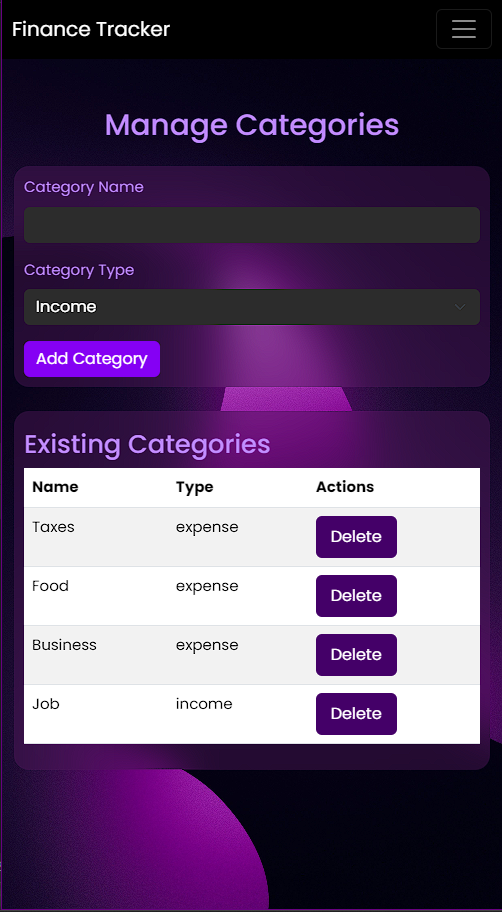 Finance Tracker
Manage Categories
Category Name
Category Type
Income
Add Category
Existing Categories
Name Type Actions
Taxes expense Delete
Food expense Delete
Business expense Delete
Job income Delete